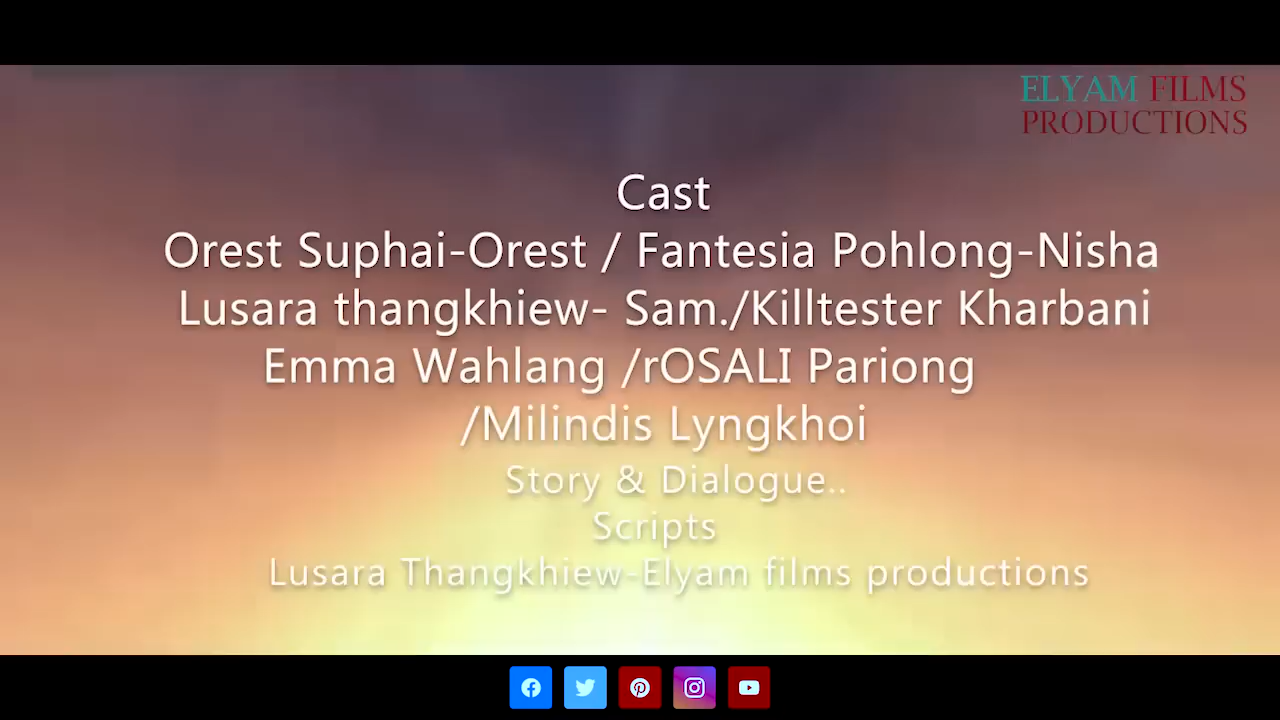 ELYAM FILMS
PRODUCTIONS
Cast
Orest Suphai-Orest / Fantesia Pohlong-Nisha
Lusara thangkhiew- Sam./Killtester Kharbani
Emma Wahlang /rOSALI Pariong
/Milindis Lyngkhoi
Story & Dialogue..
Scripts
Lusara Thangkhiew-Elyam films productions